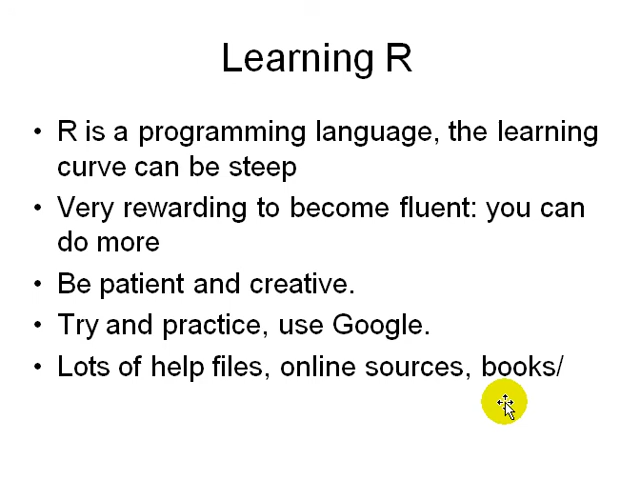 Learning R
• R is a programming language, the learning
curve can be steep
• Very rewarding to become fluent: you can
do more
• Be patient and creative.
• Try and practice, use Google.
• Lots of help files, online sources, books/